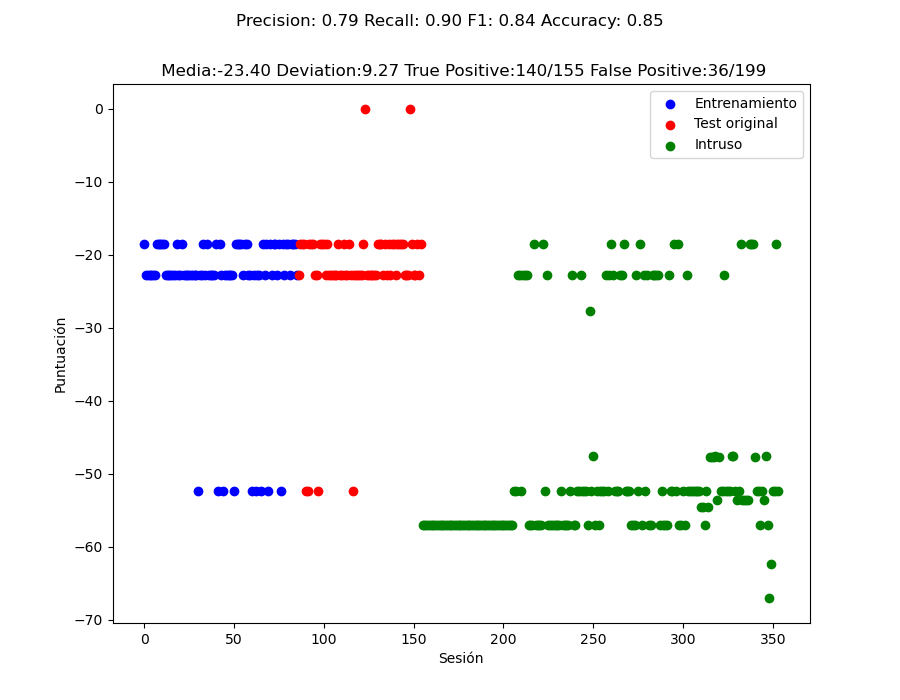 Precision: 0.79 Recall: 0.90 F1: 0.84 Accuracy: 0.85
Media:-23.40 Deviation:9.27 True Positive:140/155 False Positive:36/199
Entrenamiento
Test original
Intruso
0
−10
−20
−30
−40
−50
−60
−70
Puntuación
0 50 100 150 200 250 300 350
Sesión